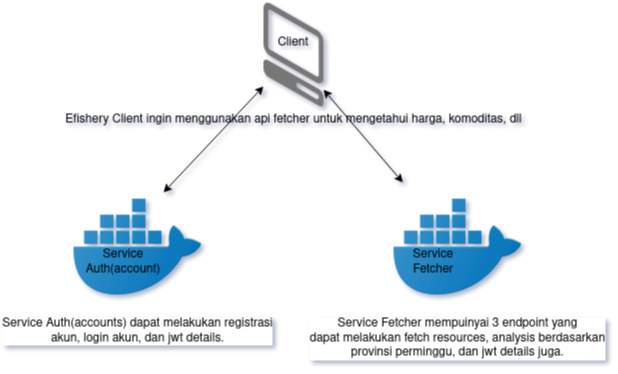 Client
Efishery Client ingin menggunakan api fetcher untuk mengetahui harga, komoditas, dll
Service
Auth(account)
Service
Fetcher
Service Auth(accounts) dapat melakukan registrasi
akun, login akun, dan jwt details.
Service Fetcher mempuinyai 3 endpoint yang
dapat melakukan fetch resources, analysis berdasarkan
provinsi perminggu, dan jwt details juga.